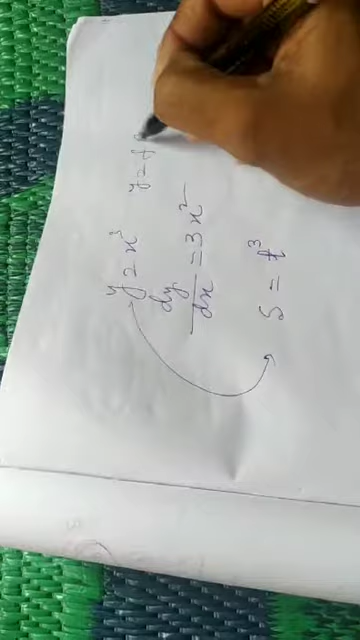 y = x³ y = f
dy/dx = 3x²
S = t³